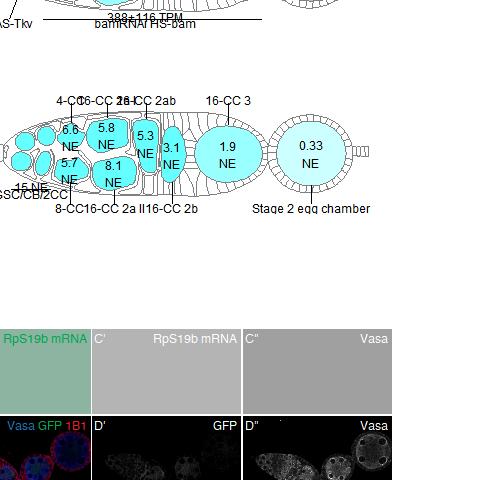 388±116 TPM
AS-Tkv
bamRNAi HS-bam
4-CC
16-CC 2a I
16-CC 2ab
16-CC 3
6.6
NE
5.8
NE
5.3
NE
3.1
NE
1.9
NE
0.33
NE
5.7
NE
8.1
NE
15 NE
GSC/CB/2CC
8-CC
16-CC 2a II
16-CC 2b
Stage 2 egg chamber
RpS19b mRNA
C' RpS19b mRNA
C" Vasa
Vasa GFP 1B1
D' GFP
D" Vasa